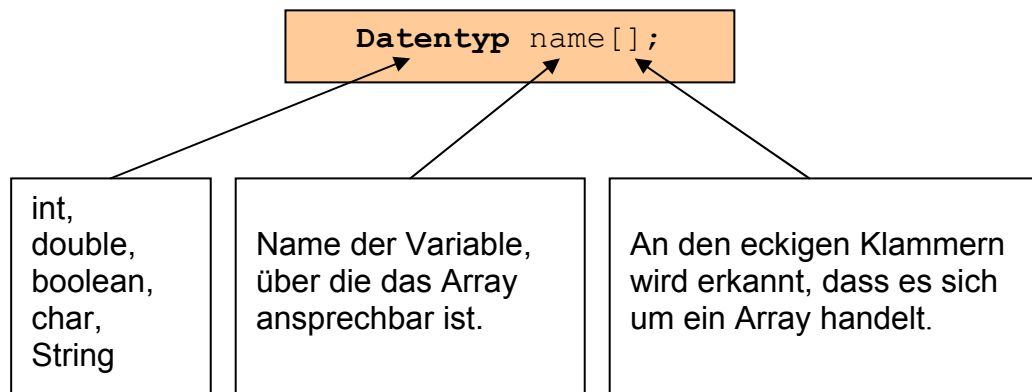 Datentyp name[];
int,
double,
boolean,
char,
String
Name der Variable,
über die das Array
ansprechbar ist.
An den eckigen Klammern
wird erkannt, dass es sich
um ein Array handelt.